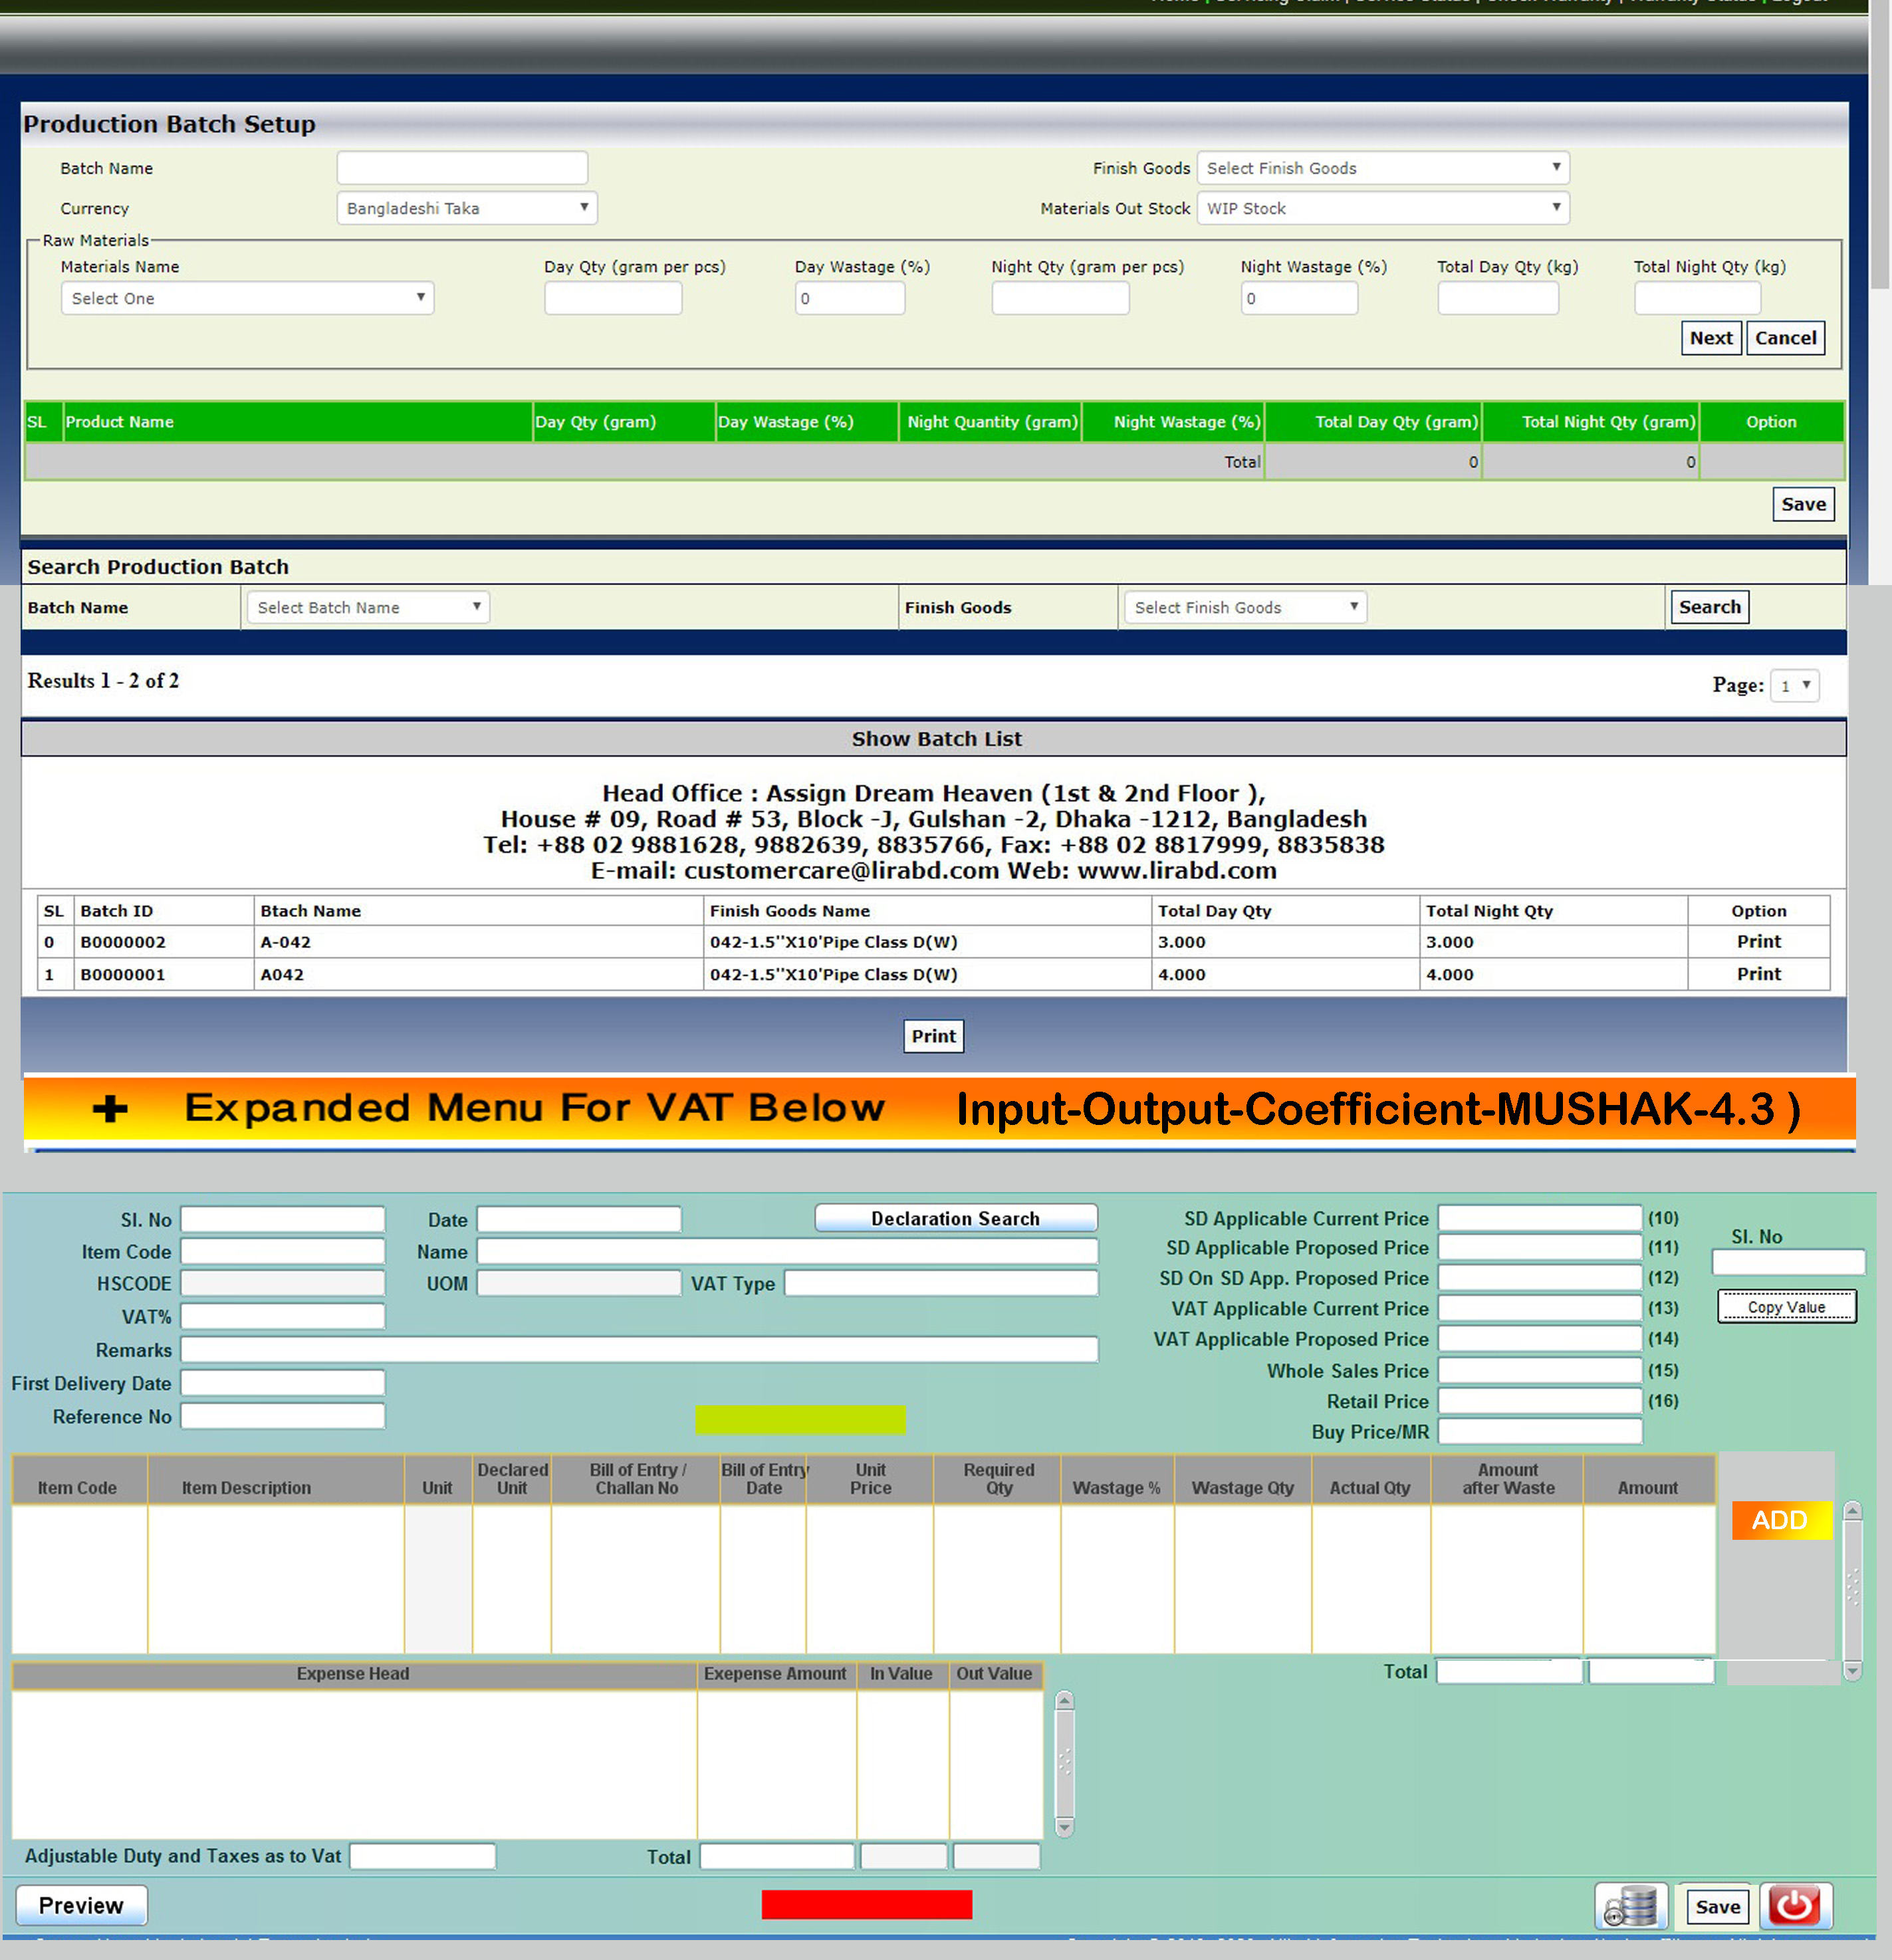 Production Batch Setup
Batch Name
Finish Goods Select Finish Goods
Currency Bangladeshi Taka
Materials Out Stock WIP Stock
Raw Materials
Materials Name Day Qty (gram per pcs) Day Wastage (%) Night Qty (gram per pcs) Night Wastage (%) Total Day Qty (kg) Total Night Qty (kg)
Select One 0 0
Next Cancel
SL Product Name Day Qty (gram) Day Wastage (%) Night Quantity (gram) Night Wastage (%) Total Day Qty (gram) Total Night Qty (gram) Option
Total 0 0
Save
Search Production Batch
Batch Name Select Batch Name Finish Goods Select Finish Goods Search
Results 1 - 2 of 2
Page: 1
Show Batch List
Head Office : Assign Dream Heaven (1st & 2nd Floor ),
House # 09, Road # 53, Block -J, Gulshan -2, Dhaka -1212, Bangladesh
Tel: +88 02 9881628, 9882639, 8835766, Fax: +88 02 8817999, 8835838
E-mail: customercare@lirabd.com Web: www.lirabd.com
SL Batch ID Btach Name Finish Goods Name Total Day Qty Total Night Qty Option
0 B0000002 A-042 042-1.5''X10'Pipe Class D(W) 3.000 3.000 Print
1 B0000001 A042 042-1.5''X10'Pipe Class D(W) 4.000 4.000 Print
Print
+ Expanded Menu For VAT Below Input-Output-Coefficient-MUSHAK-4.3 )
Sl. No Date Declaration Search
Item Code Name
HSCODE UOM VAT Type
VAT%
Remarks
First Delivery Date
Reference No
SD Applicable Current Price (10)
SD Applicable Proposed Price (11)
SD On SD App. Proposed Price (12)
VAT Applicable Current Price (13)
VAT Applicable Proposed Price (14)
Whole Sales Price (15)
Retail Price (16)
Buy Price/MR
Sl. No
Copy Value
Item Code Item Description Unit Declared Unit Bill of Entry / Challan No Bill of Entry Date Unit Price Required Qty Wastage % Wastage Qty Actual Qty Amount after Waste Amount
ADD
Total
Expense Head Exepense Amount In Value Out Value
Adjustable Duty and Taxes as to Vat Total
Preview
Save